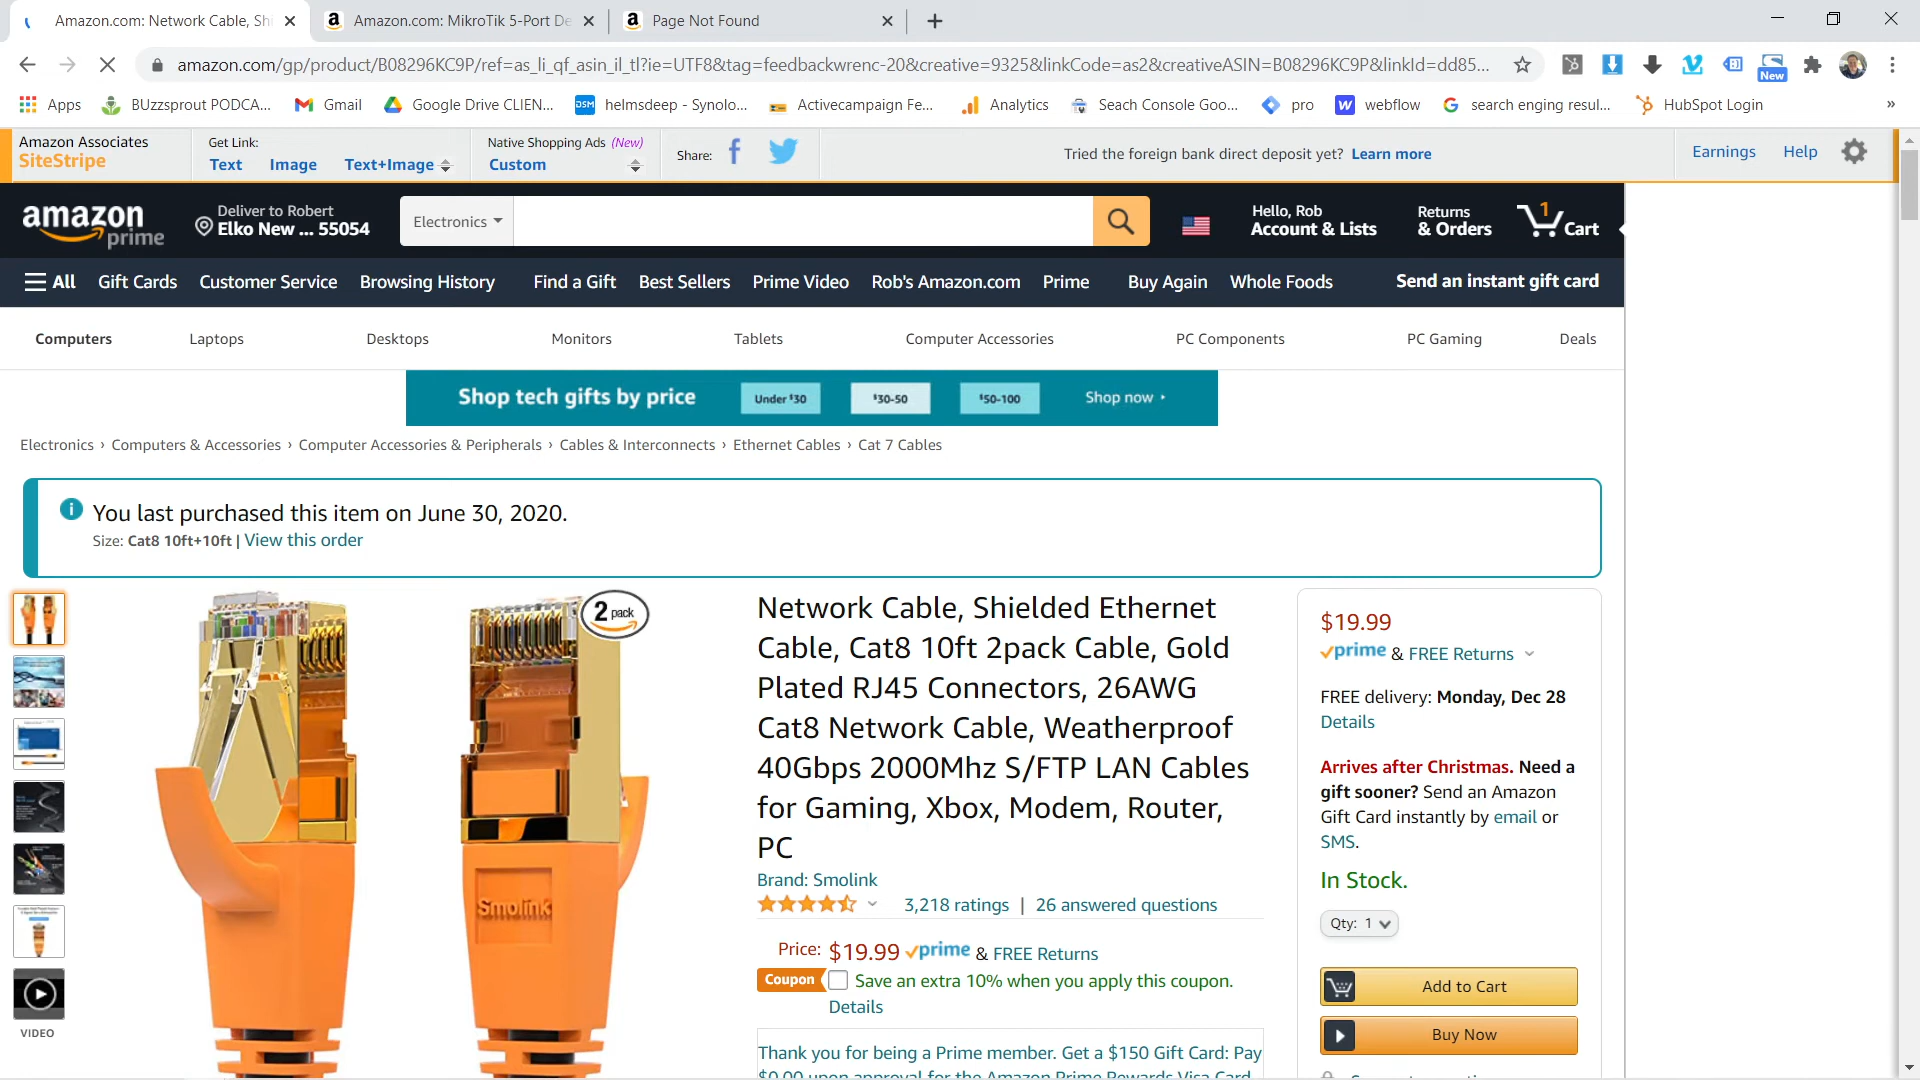 Amazon.com: Network Cable, Shi
Amazon.com: MikroTik 5-Port De
Page Not Found
amazon.com/gp/product/B08296KC9P/ref=as_li_qf_asin_il_tl?ie=UTF8&tag=feedbackwrenc-20&creative=9325&linkCode=as2&creativeASIN=B08296KC9P&linkId=dd85...
New
Apps BUzzsprout PODCA... Gmail Google Drive CLIEN... DSM helmsdeep - Synolo... Activecampaign Fe... Analytics Seach Console Goo... pro W webflow G search enging resul... HubSpot Login »
Amazon Associates
SiteStripe
Get Link:
Text Image Text+Image
Native Shopping Ads (New)
Custom
Share:
Tried the foreign bank direct deposit yet? Learn more
Earnings Help
amazon
prime
Deliver to Robert
Elko New ... 55054
Electronics
Hello, Rob
Account & Lists
Returns
& Orders
1
Cart
All Gift Cards Customer Service Browsing History Find a Gift Best Sellers Prime Video Rob's Amazon.com Prime Buy Again Whole Foods Send an instant gift card
Computers Laptops Desktops Monitors Tablets Computer Accessories PC Components PC Gaming Deals
Shop tech gifts by price Under $30 $30-50 $50-100 Shop now
Electronics › Computers & Accessories › Computer Accessories & Peripherals › Cables & Interconnects › Ethernet Cables › Cat 7 Cables
You last purchased this item on June 30, 2020.
Size: Cat8 10ft+10ft | View this order
2 pack
Smolink
VIDEO
Network Cable, Shielded Ethernet
Cable, Cat8 10ft 2pack Cable, Gold
Plated RJ45 Connectors, 26AWG
Cat8 Network Cable, Weatherproof
40Gbps 2000Mhz S/FTP LAN Cables
for Gaming, Xbox, Modem, Router,
PC
Brand: Smolink
3,218 ratings | 26 answered questions
Price: $19.99 prime & FREE Returns
Coupon Save an extra 10% when you apply this coupon.
Details
Thank you for being a Prime member. Get a $150 Gift Card: Pay
$0.00 upon approval for the Amazon Prime Rewards Visa Card.
$19.99
prime & FREE Returns
FREE delivery: Monday, Dec 28
Details
Arrives after Christmas. Need a
gift sooner? Send an Amazon
Gift Card instantly by email or
SMS.
In Stock.
Qty: 1
Add to Cart
Buy Now